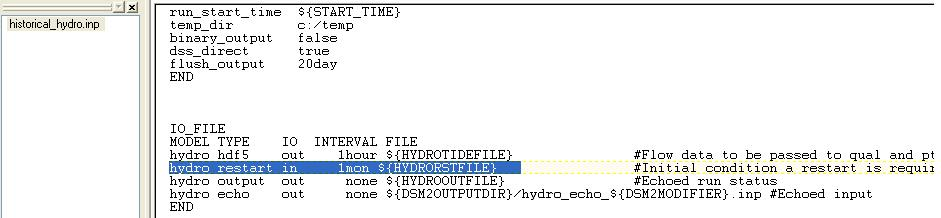 historical_hydro.inp
run_start_time ${START_TIME}
temp_dir c:/temp
binary_output false
dss_direct true
flush_output 20day
END
IO_FILE
MODEL TYPE IO INTERVAL FILE
hydro hdf5 out 1hour ${HYDROTIDEFILE} #Flow data to be passed to qual and
hydro restart in 1mon ${HYDRORSTFILE} #Initial condition a restart is
hydro output out none ${HYDROOUTFILE} #Echoed run status
hydro echo out none ${DSM2OUTPUTDIR}/hydro_echo_${DSM2MODIFIER}.inp #Echoed input
END